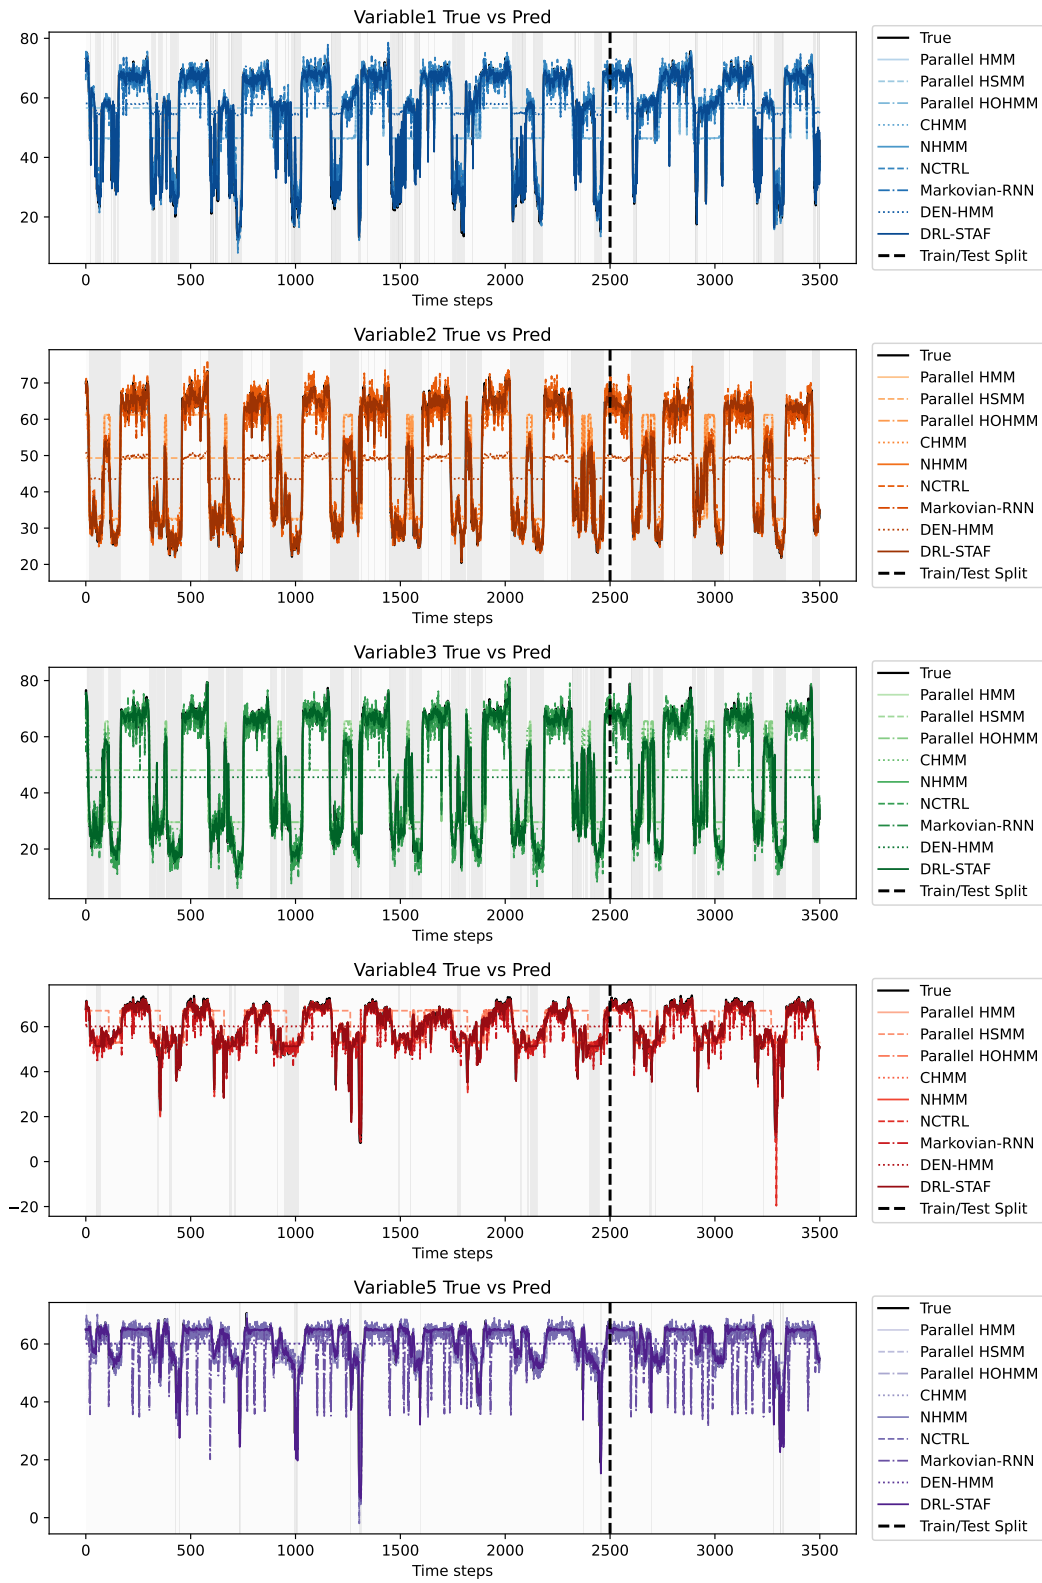 Variable1 True vs Pred
80
60
40
20
0
500
1000
1500
2000
2500
3000
3500
Time steps
True
Parallel HMM
Parallel HSMM
Parallel HOHMM
CHMM
NHMM
NCTRL
Markovian-RNN
DEN-HMM
DRL-STAF
Train/Test Split
Variable2 True vs Pred
70
60
50
40
30
20
0
500
1000
1500
2000
2500
3000
3500
Time steps
True
Parallel HMM
Parallel HSMM
Parallel HOHMM
CHMM
NHMM
NCTRL
Markovian-RNN
DEN-HMM
DRL-STAF
Train/Test Split
Variable3 True vs Pred
80
60
40
20
0
500
1000
1500
2000
2500
3000
3500
Time steps
True
Parallel HMM
Parallel HSMM
Parallel HOHMM
CHMM
NHMM
NCTRL
Markovian-RNN
DEN-HMM
DRL-STAF
Train/Test Split
Variable4 True vs Pred
60
40
20
0
−20
0
500
1000
1500
2000
2500
3000
3500
Time steps
True
Parallel HMM
Parallel HSMM
Parallel HOHMM
CHMM
NHMM
NCTRL
Markovian-RNN
DEN-HMM
DRL-STAF
Train/Test Split
Variable5 True vs Pred
60
40
20
0
0
500
1000
1500
2000
2500
3000
3500
Time steps
True
Parallel HMM
Parallel HSMM
Parallel HOHMM
CHMM
NHMM
NCTRL
Markovian-RNN
DEN-HMM
DRL-STAF
Train/Test Split